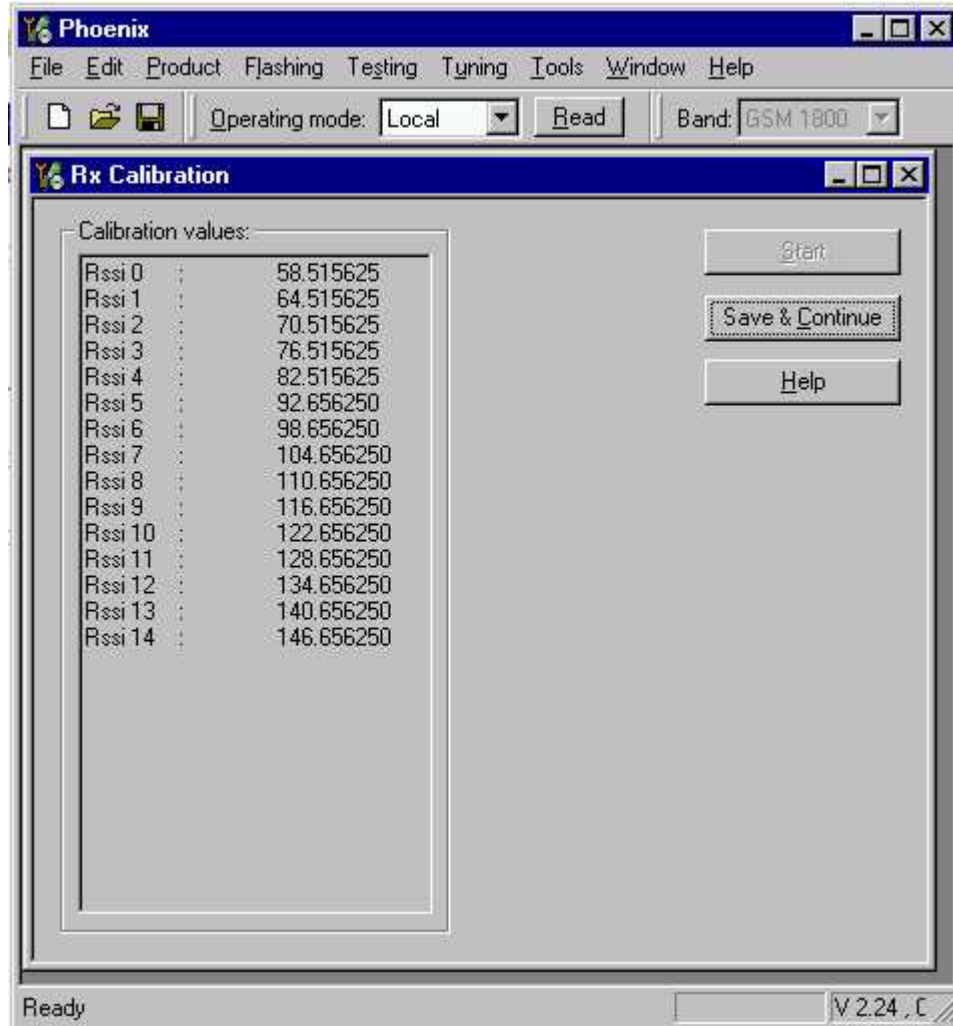 Phoenix
File Edit Product Flashing Testing Tuning Tools Window Help
Operating mode: Local Read Band: GSM 1800
Rx Calibration
Calibration values:
Rssi 0 : 58.515625
Rssi 1 : 64.515625
Rssi 2 : 70.515625
Rssi 3 : 76.515625
Rssi 4 : 82.515625
Rssi 5 : 92.656250
Rssi 6 : 98.656250
Rssi 7 : 104.656250
Rssi 8 : 110.656250
Rssi 9 : 116.656250
Rssi 10 : 122.656250
Rssi 11 : 128.656250
Rssi 12 : 134.656250
Rssi 13 : 140.656250
Rssi 14 : 146.656250
Start
Save & Continue
Help
Ready V 2.24 ,